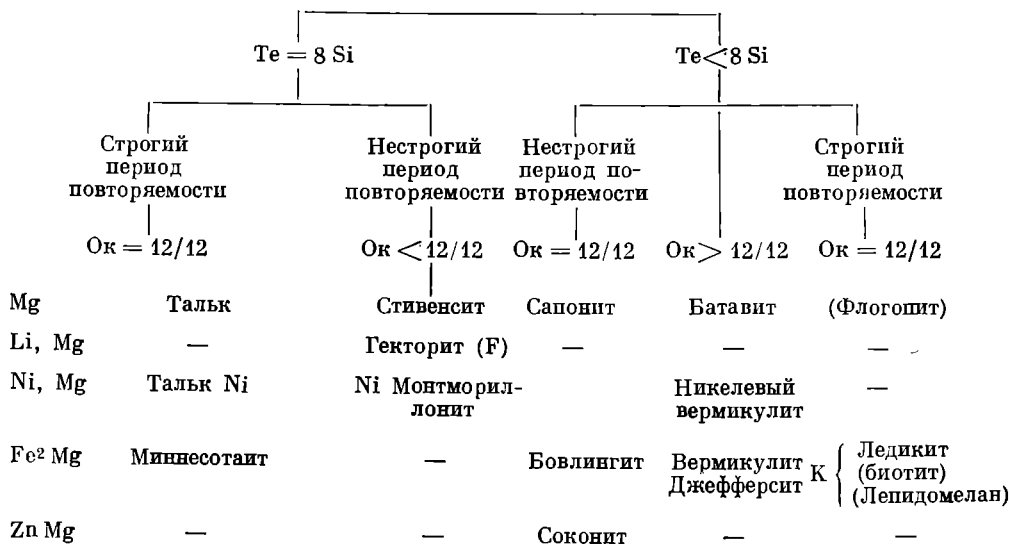 Te = 8 Si Te < 8 Si
Строгий Нестрогий Нестрогий Строгий
период период период по- период
повторяемости повторяемости вторяемости повторяемости
Ок = 12/12 Ок < 12/12 Ок = 12/12 Ок > 12/12 Ок = 12/12
Mg Тальк Стивенсит Сапонит Батавит (Флогопит)
Li, Mg — Гекторит (F) — — —
Ni, Mg Тальк Ni Ni Монтморил- Никелевый —
лонит вермикулит
Fe² Mg Миннесотаит — Бовлингит Вермикулит К { Ледикит
Джефферсит (биотит)
(Лепидомелан)
Zn Mg — — Соконит — —